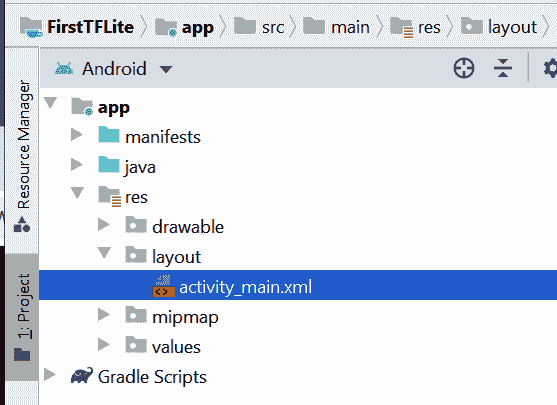 FirstTFLite app src main res layout
Android
app
manifests
java
res
drawable
layout
activity_main.xml
mipmap
values
Gradle Scripts
Resource Manager
1: Project